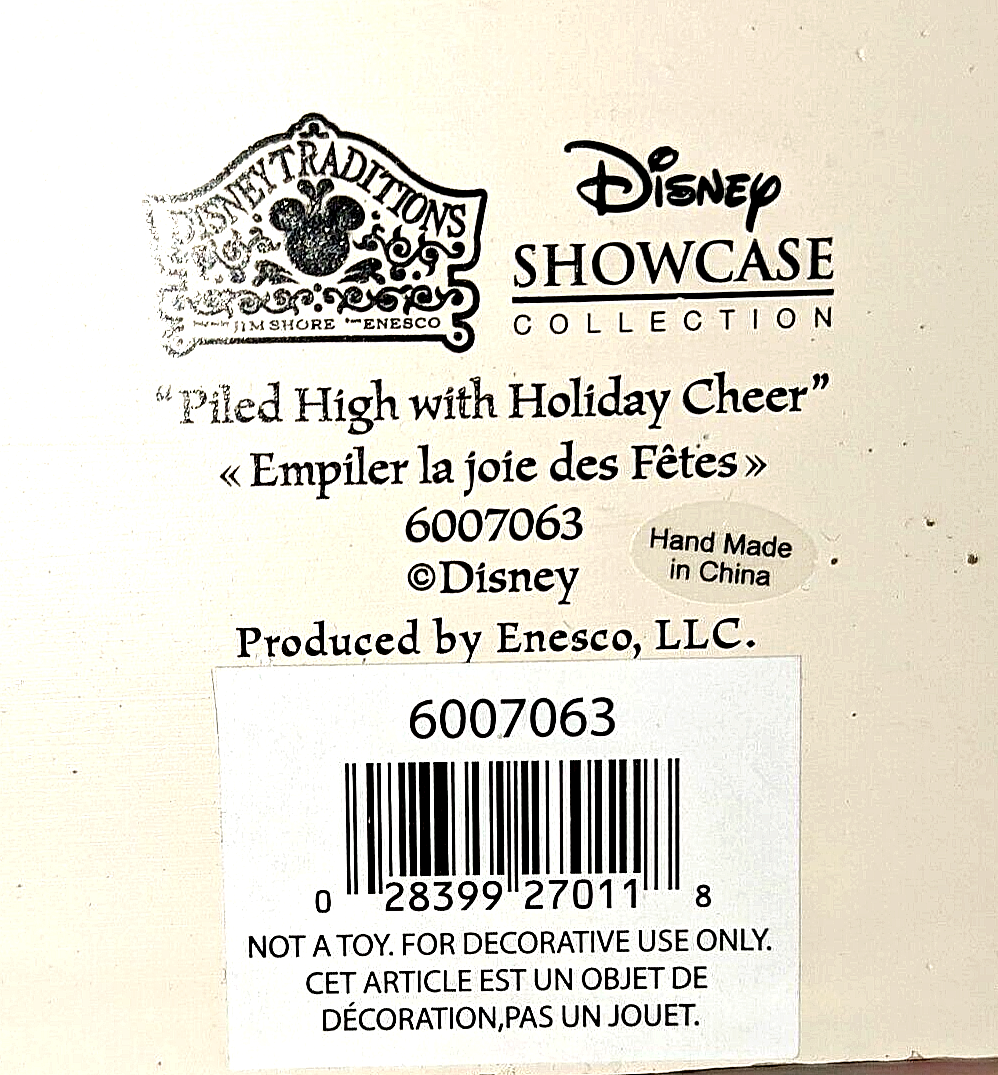 DISNEY TRADITIONS
JIM SHORE ENESCO
Disney
SHOWCASE
COLLECTION
“Piled High with Holiday Cheer”
« Empiler la joie des Fêtes »
6007063
©Disney
Hand Made
in China
Produced by Enesco, LLC.
6007063
0 28399 27011 8
NOT A TOY. FOR DECORATIVE USE ONLY.
CET ARTICLE EST UN OBJET DE
DÉCORATION,PAS UN JOUET.